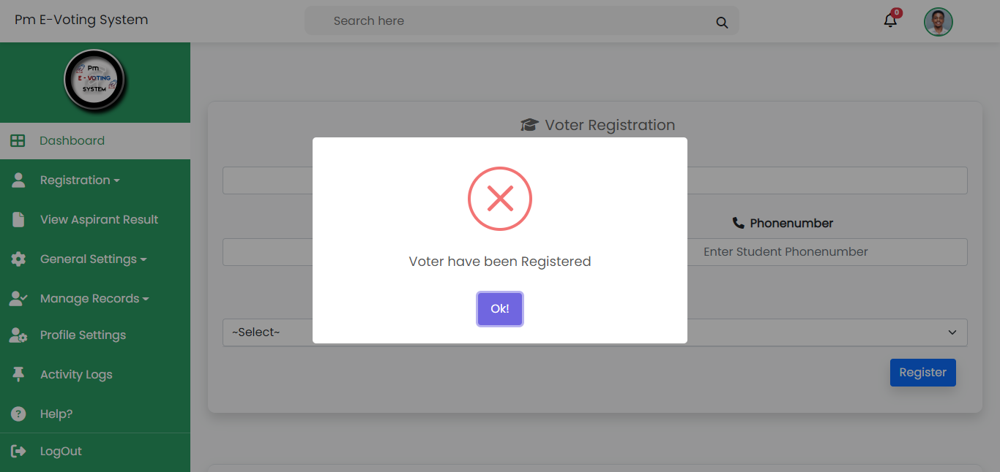 Pm E-Voting System
Search here
0
Pm
E - VOTING
SYSTEM
Dashboard
Registration
View Aspirant Result
General Settings
Manage Records
Profile Settings
Activity Logs
Help?
LogOut
Voter Registration
Phonenumber
Enter Student Phonenumber
~Select~
Register
Voter have been Registered
Ok!